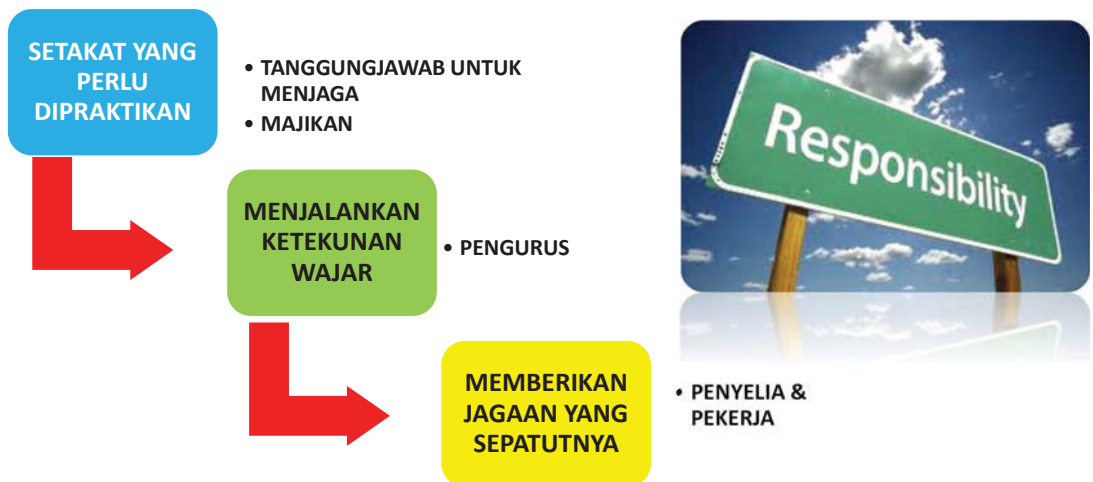 SETAKAT YANG
PERLU
DIPRAKTIKAN
• TANGGUNGJAWAB UNTUK
MENJAGA
• MAJIKAN
Responsibility
MENJALANKAN
KETEKUNAN
WAJAR
• PENGURUS
MEMBERIKAN
JAGAAN YANG
SEPATUTNYA
• PENYELIA &
PEKERJA